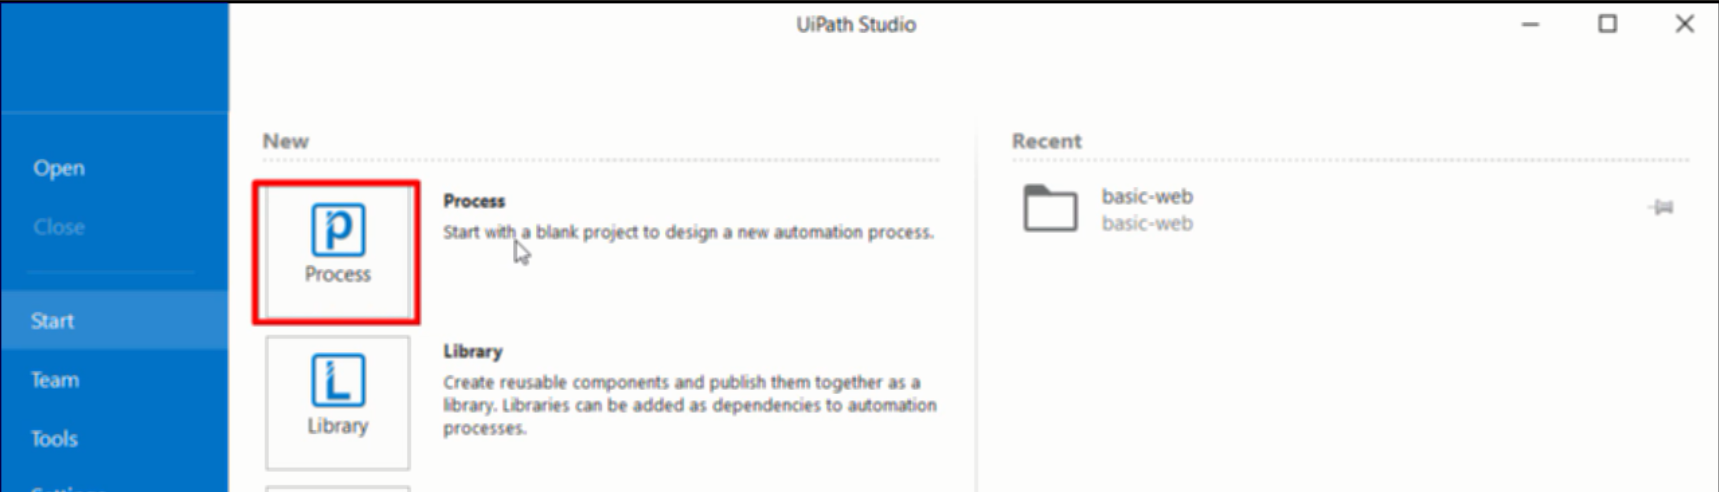 UiPath Studio
Open
Close
Start
Team
Tools
New
Process
Process
Start with a blank project to design a new automation process.
Library
Library
Create reusable components and publish them together as a
library. Libraries can be added as dependencies to automation
processes.
Recent
basic-web
basic-web